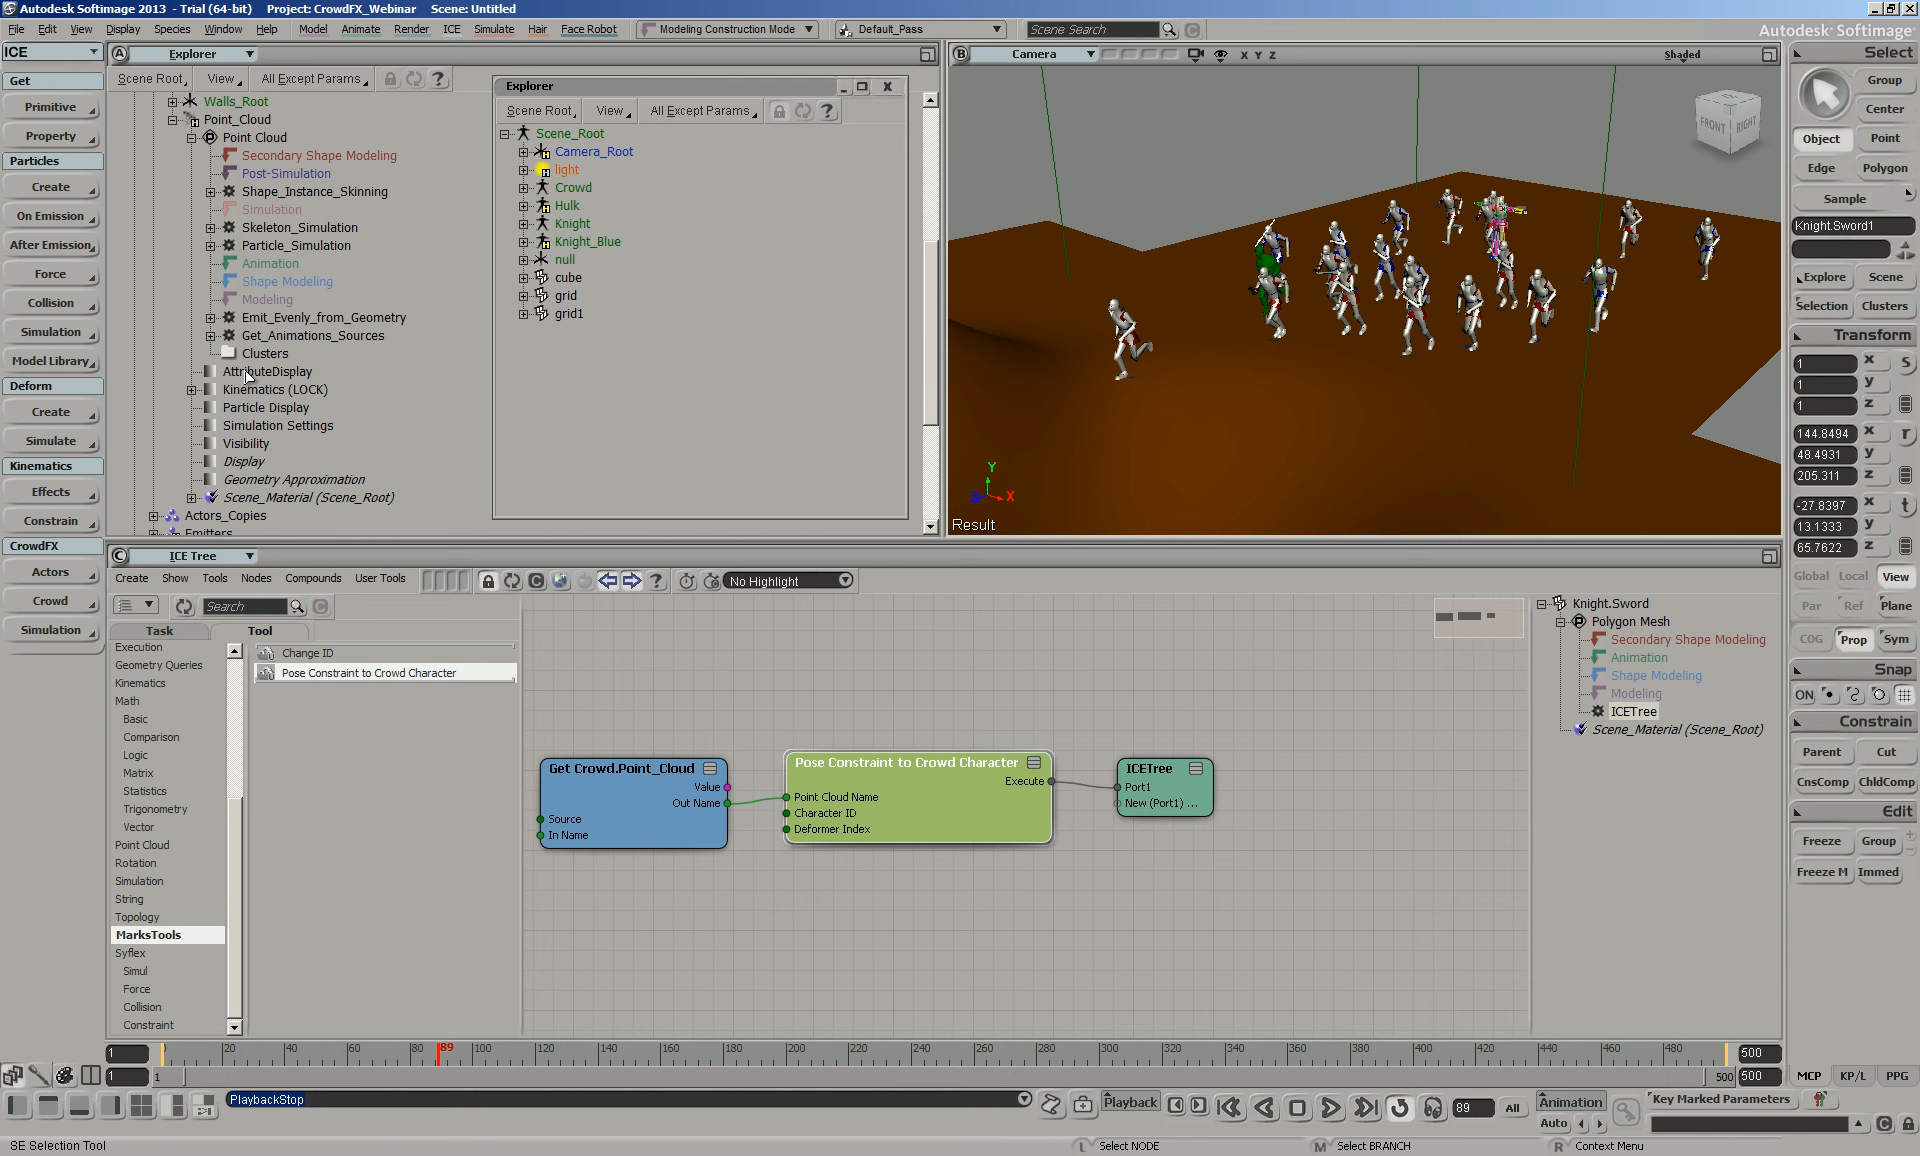 Autodesk Softimage 2013 - Trial (64-bit) Project: CrowdFX_Webinar Scene: Untitled
File Edit View Display Species Window Help Model Animate Render ICE Simulate Hair Face Robot Modeling Construction Mode Default_Pass Scene Search Autodesk Softimage
ICE
A Explorer
B Camera X Y Z Shaded
Select
Get
Primitive
Property
Particles
Create
On Emission
After Emission
Force
Collision
Simulation
Model Library
Deform
Create
Simulate
Kinematics
Effects
Constrain
CrowdFX
Actors
Crowd
Simulation
Scene Root View All Except Params ?
Walls_Root
Point_Cloud
Point Cloud
Secondary Shape Modeling
Post-Simulation
Shape_Instance_Skinning
Simulation
Skeleton_Simulation
Particle_Simulation
Animation
Shape Modeling
Modeling
Emit_Evenly_from_Geometry
Get_Animations_Sources
Clusters
AttributeDisplay
Kinematics (LOCK)
Particle Display
Simulation Settings
Visibility
Display
Geometry Approximation
Scene_Material (Scene_Root)
Actors_Copies
Emitters
Explorer
Scene Root View All Except Params ?
Scene_Root
Camera_Root
light
Crowd
Hulk
Knight
Knight_Blue
null
cube
grid
grid1
FRONT RIGHT
Y
Z X
Result
Group
Center
Object Point
Edge Polygon
Sample
Knight.Sword1
Explore Scene
Selection Clusters
Transform
1 x s
1 y
1 z
144.8494 x r
48.4931 y
205.311 z
-27.8397 x t
13.1333 y
65.7622 z
Global Local View
Par Ref Plane
COG Prop Sym
Snap
ON
Constrain
Parent Cut
CnsComp ChldComp
Edit
Freeze Group
Freeze M Immed
C ICE Tree
Create Show Tools Nodes Compounds User Tools ? No Highlight
Search
Task Tool
Execution
Geometry Queries
Kinematics
Math
Basic
Comparison
Logic
Matrix
Statistics
Trigonometry
Vector
Point Cloud
Rotation
Simulation
String
Topology
MarksTools
Syflex
Simul
Force
Collision
Constraint
Change ID
Pose Constraint to Crowd Character
Get Crowd.Point_Cloud
Value
Out Name
Source
In Name
Pose Constraint to Crowd Character
Execute
Point Cloud Name
Character ID
Deformer Index
ICETree
Port1
New (Port1) ...
Knight.Sword
Polygon Mesh
Secondary Shape Modeling
Animation
Shape Modeling
Modeling
ICETree
Scene_Material (Scene_Root)
1 20 40 60 80 89 100 120 140 160 180 200 220 240 260 280 300 320 340 360 380 400 420 440 460 480 500
1 1 500 500
MCP KP/L PPG
PlaybackStop
Playback 89 All Animation
Auto
Key Marked Parameters
SE Selection Tool L Select NODE M Select BRANCH R Context Menu